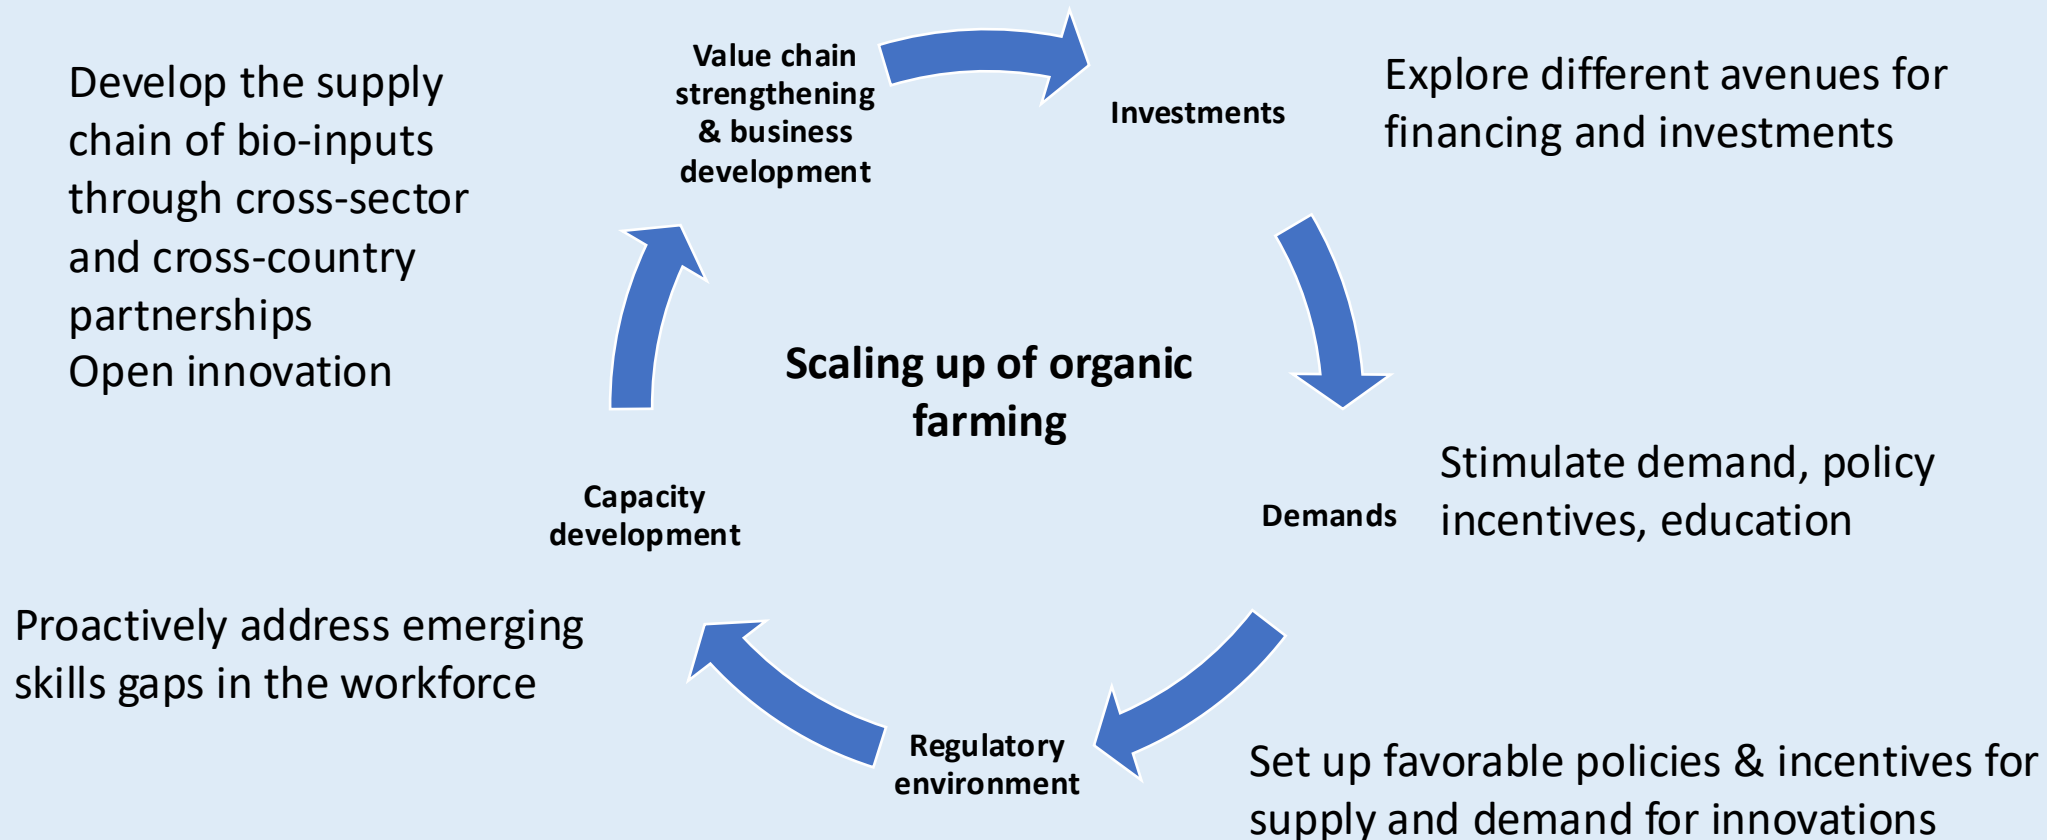 Develop the supply
chain of bio-inputs
through cross-sector
and cross-country
partnerships
Open innovation
Value chain
strengthening
& business
development
Investments
Explore different avenues for
financing and investments
Scaling up of organic
farming
Capacity
development
Demands
Stimulate demand, policy
incentives, education
Proactively address emerging
skills gaps in the workforce
Regulatory
environment
Set up favorable policies & incentives for
supply and demand for innovations